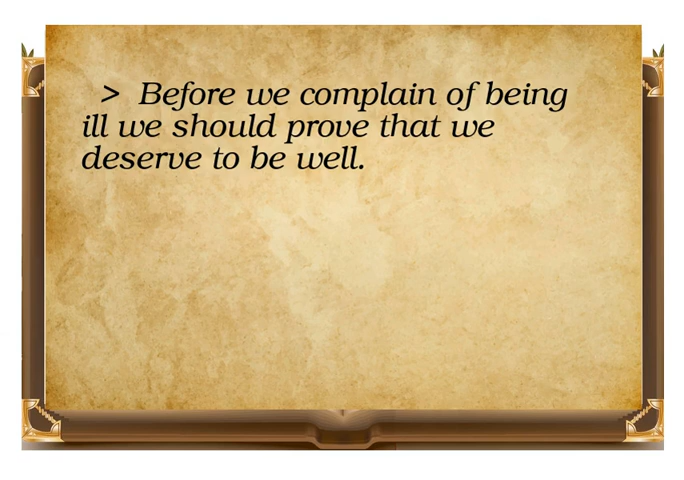 > Before we complain of being
ill we should prove that we
deserve to be well.